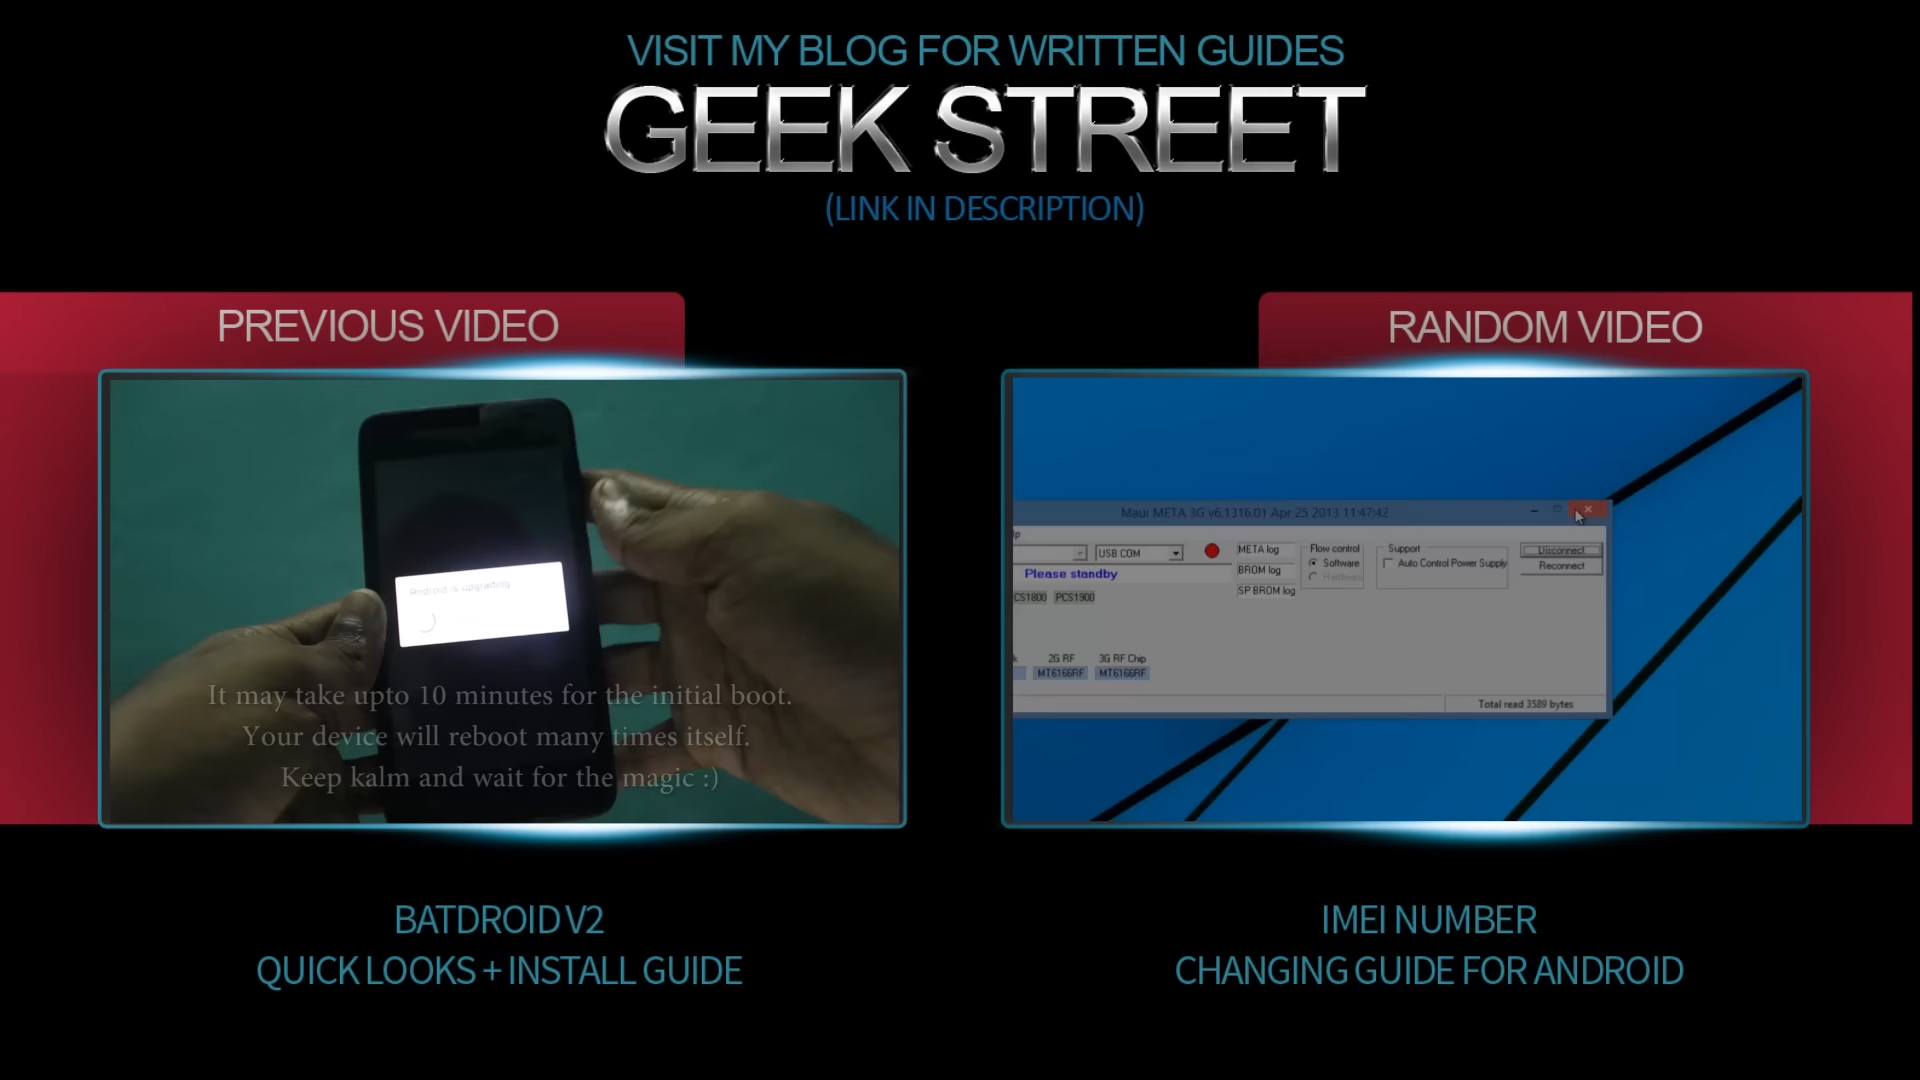 VISIT MY BLOG FOR WRITTEN GUIDES
GEEK STREET
(LINK IN DESCRIPTION)
PREVIOUS VIDEO
Android is upgrading
It may take upto 10 minutes for the initial boot.
Your device will reboot many times itself.
Keep kalm and wait for the magic :)
BATDROID V2
QUICK LOOKS + INSTALL GUIDE
RANDOM VIDEO
Maui META 3G v6.1316.01 Apr 25 2013 11:47:42
USB COM
Please standby
PCS1900
META log
BROM log
SP BROM log
Flow control
Software
Hardware
Support
Auto Control Power Supply
Disconnect
Reconnect
2G RF 3G RF Chip
MT6166RF MT6166RF
Total read 3589 bytes
IMEI NUMBER
CHANGING GUIDE FOR ANDROID